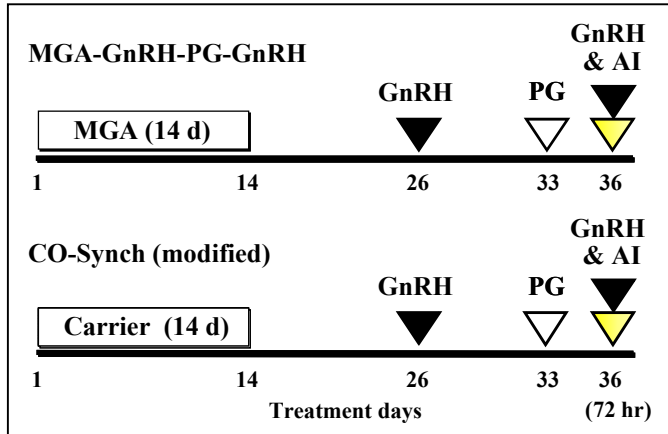 MGA-GnRH-PG-GnRH
GnRH
& AI
GnRH
PG
MGA (14 d)
1 14 26 33 36
CO-Synch (modified)
GnRH
& AI
GnRH
PG
Carrier (14 d)
1 14 26 33 36
Treatment days (72 hr)